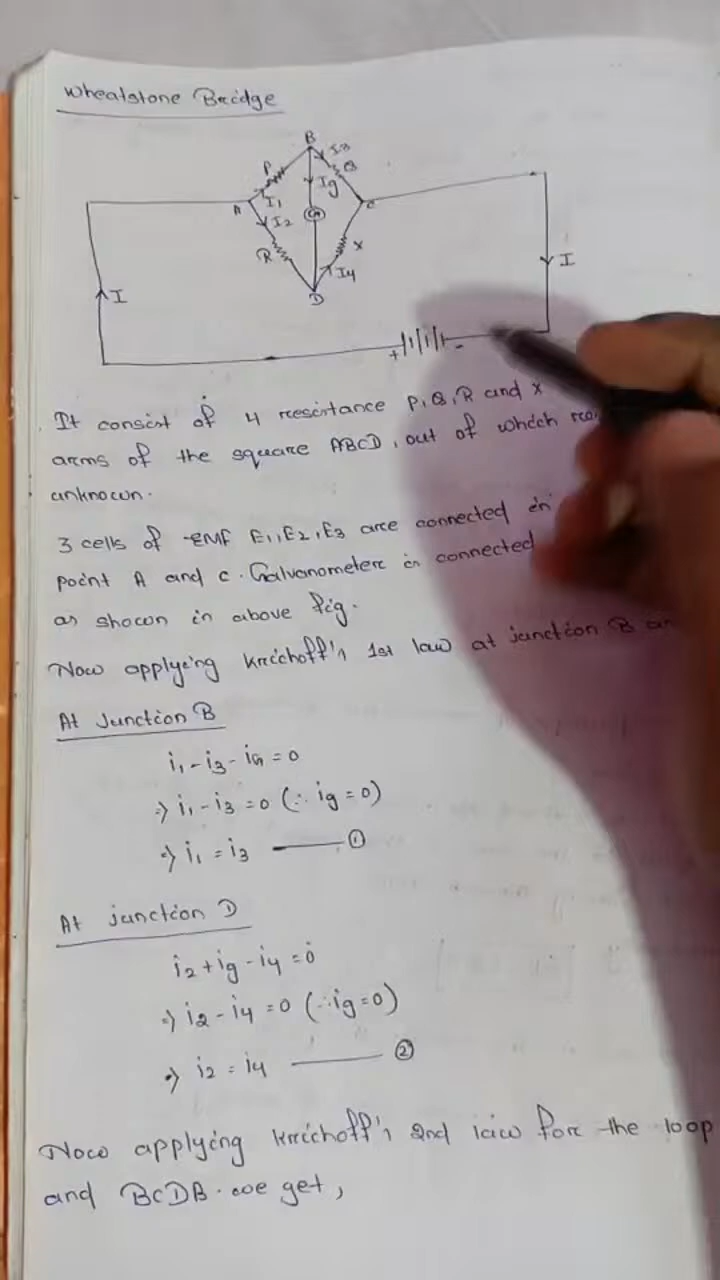 Wheatstone Bridge
B
P
I3
Q
I1
Ig
A
G
C
I2
R
X
I4
D
I
I
+
-
It consist of 4 resistance P, Q, R and X
arms of the square ABCD, out of which
unknown.
3 cells of EMF E1, E2, E3 are connected in
point A and C. Galvanometer is connected
as shown in above fig.
Now applying Krichoff's 1st law at junction B
At Junction B
i1 - i3 - iG = 0
⇒ i1 - i3 = 0 (∵ ig = 0)
⇒ i1 = i3 —— ①
At junction D
i2 + ig - i4 = 0
⇒ i2 - i4 = 0 (∵ ig = 0)
⇒ i2 = i4 —— ②
Now applying Krichoff's 2nd law for the loop
and BCDB. we get,